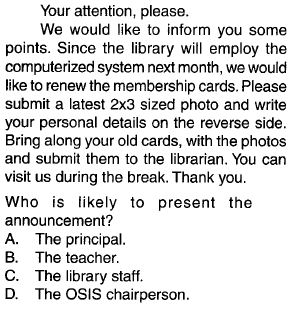 Your attention, please.
We would like to inform you some
points. Since the library will employ the
computerized system next month, we would
like to renew the membership cards. Please
submit a latest 2x3 sized photo and write
your personal details on the reverse side.
Bring along your old cards, with the photos
and submit them to the librarian. You can
visit us during the break. Thank you.
Who is likely to present the
announcement?
A. The principal.
B. The teacher.
C. The library staff.
D. The OSIS chairperson.